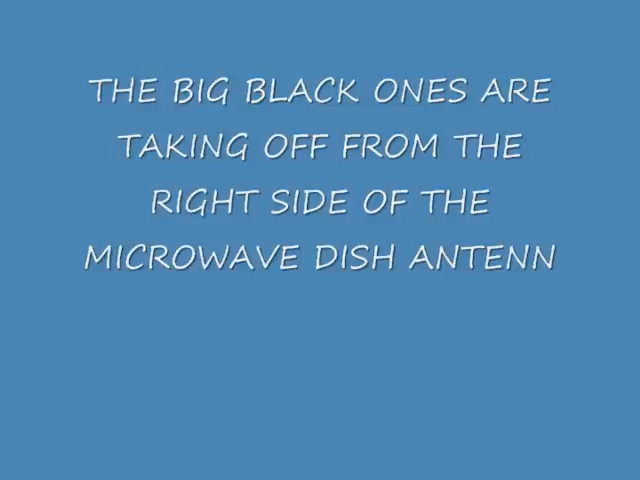 THE BIG BLACK ONES ARE
TAKING OFF FROM THE
RIGHT SIDE OF THE
MICROWAVE DISH ANTENN